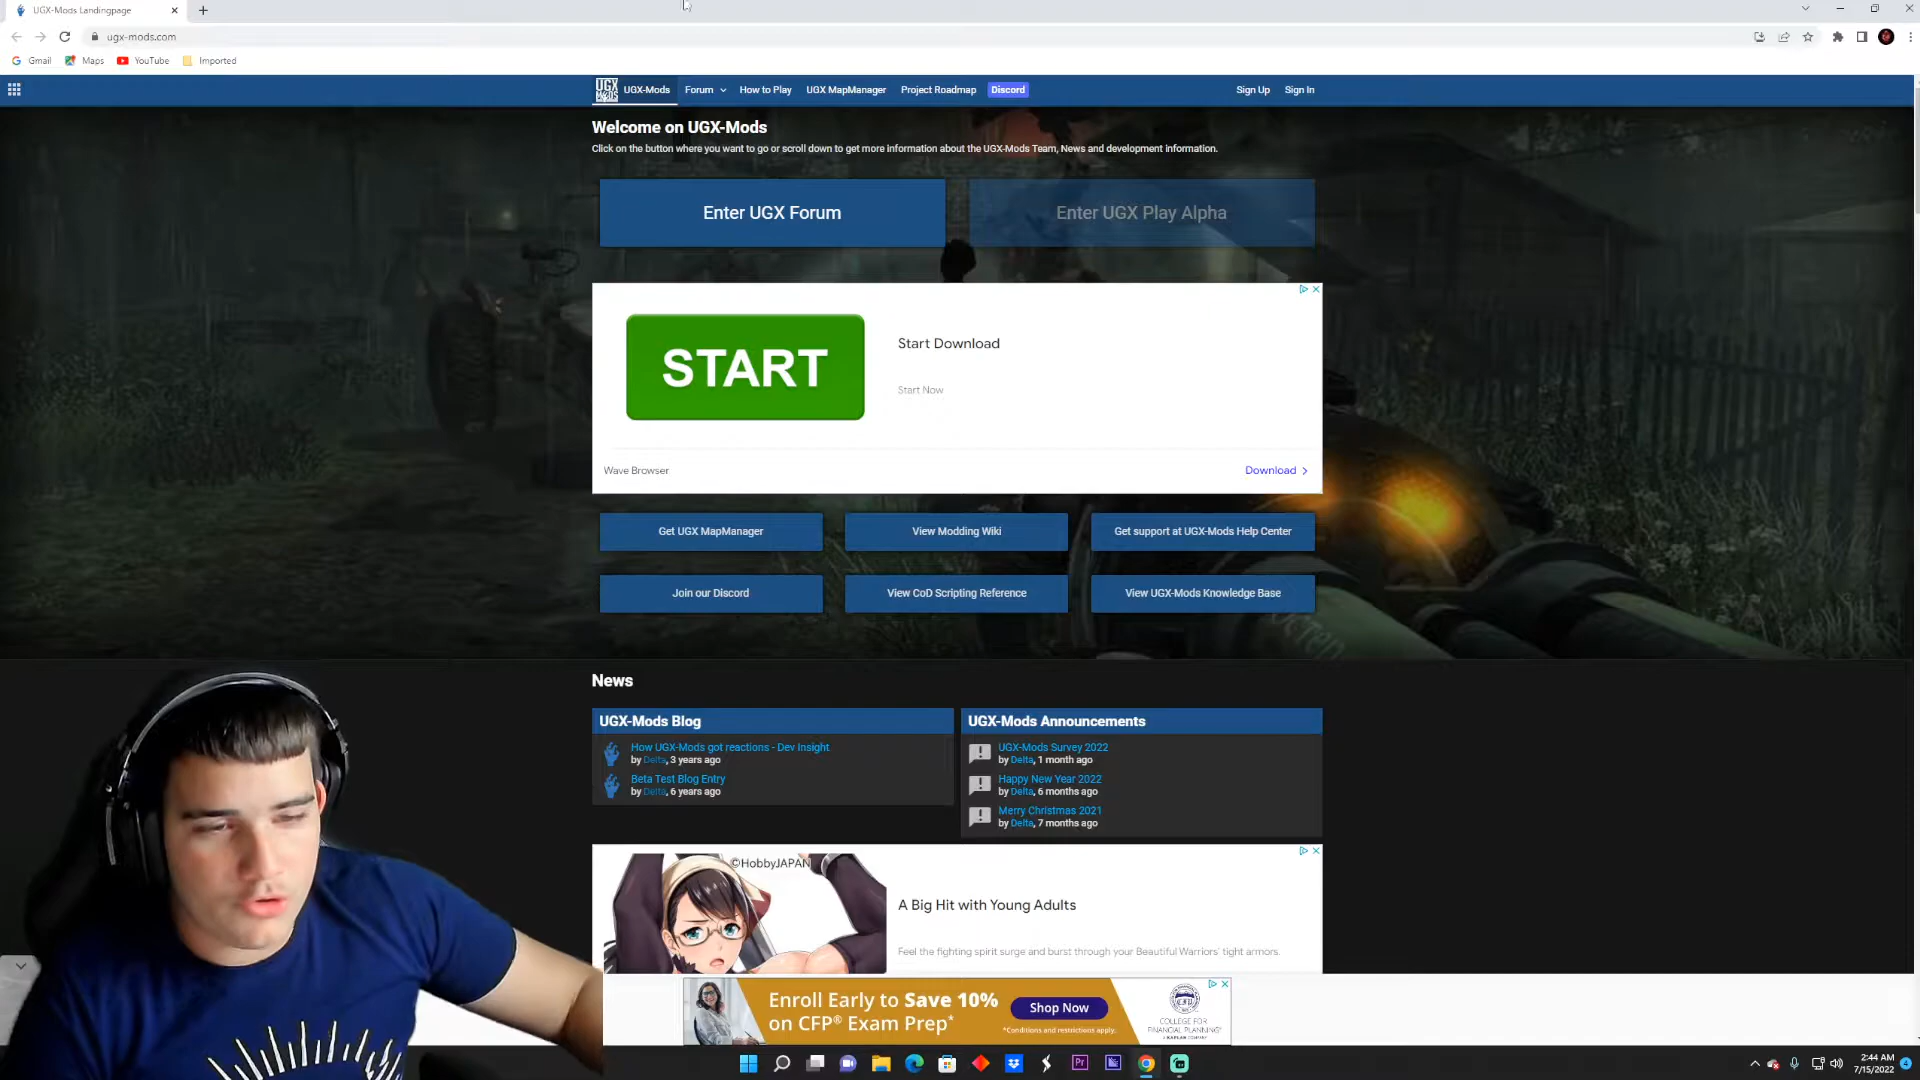 UGX-Mods Landingpage
ugx-mods.com
Gmail Maps YouTube Imported
UGX MODS UGX-Mods Forum How to Play UGX MapManager Project Roadmap Discord Sign Up Sign In
Welcome on UGX-Mods
Click on the button where you want to go or scroll down to get more information about the UGX-Mods Team, News and development information.
Enter UGX Forum Enter UGX Play Alpha
START
Start Download
Start Now
Wave Browser Download
Get UGX MapManager View Modding Wiki Get support at UGX-Mods Help Center
Join our Discord View CoD Scripting Reference View UGX-Mods Knowledge Base
News
UGX-Mods Blog
How UGX-Mods got reactions - Dev Insight
by Delta, 3 years ago
Beta Test Blog Entry
by Delta, 6 years ago
UGX-Mods Announcements
UGX-Mods Survey 2022
by Delta, 1 month ago
Happy New Year 2022
by Delta, 6 months ago
Merry Christmas 2021
by Delta, 7 months ago
©HobbyJAPAN
A Big Hit with Young Adults
Feel the fighting spirit surge and burst through your Beautiful Warriors' tight armors.
Enroll Early to Save 10%
on CFP® Exam Prep*
Shop Now
*Conditions and restrictions apply.
COLLEGE FOR
FINANCIAL PLANNING®
A KAPLAN COMPANY
Pr
2:44 AM
7/15/2022
4